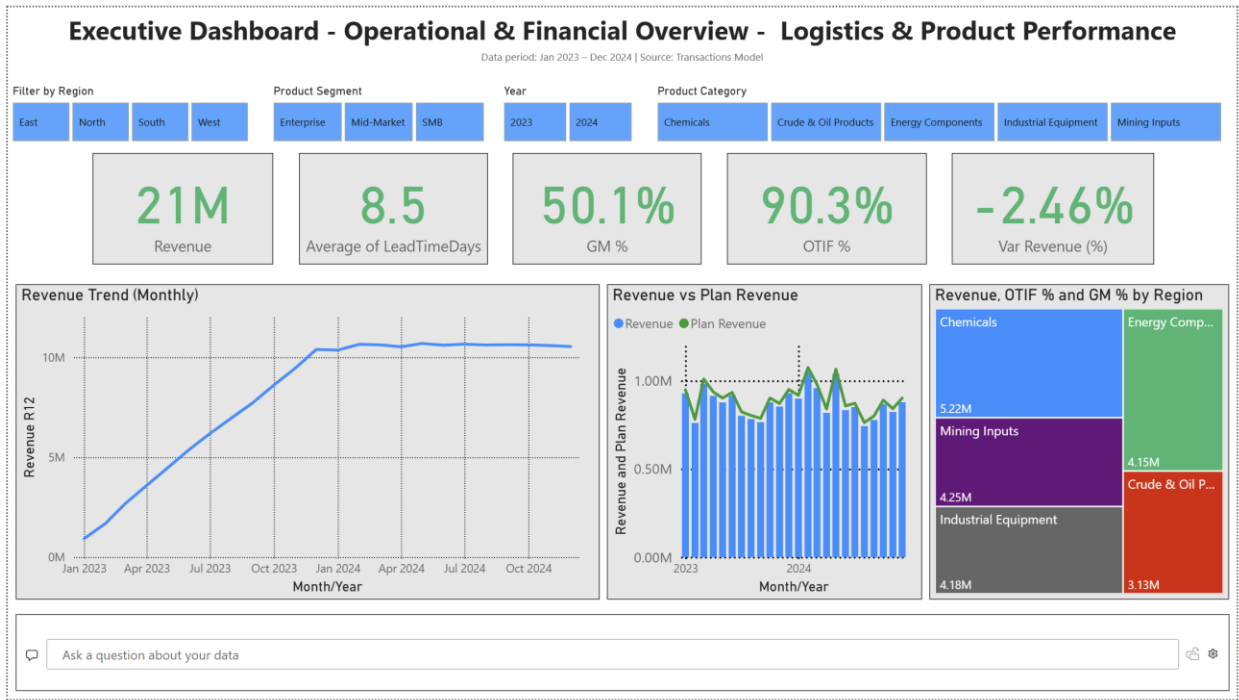 Executive Dashboard - Operational & Financial Overview -  Logistics & Product Performance
Data period: Jan 2023 – Dec 2024 | Source: Transactions Model
Filter by Region
East
North
South
West
Product Segment
Enterprise
Mid-Market
SMB
Year
2023
2024
Product Category
Chemicals
Crude & Oil Products
Energy Components
Industrial Equipment
Mining Inputs
21M
Revenue
8.5
Average of LeadTimeDays
50.1%
GM %
90.3%
OTIF %
-2.46%
Var Revenue (%)
Revenue Trend (Monthly)
Revenue R12
10M
5M
0M
Jan 2023
Apr 2023
Jul 2023
Oct 2023
Jan 2024
Apr 2024
Jul 2024
Oct 2024
Month/Year
Revenue vs Plan Revenue
Revenue
Plan Revenue
Revenue and Plan Revenue
1.00M
0.50M
0.00M
2023
2024
Month/Year
Revenue, OTIF % and GM % by Region
Chemicals
5.22M
Mining Inputs
4.25M
Industrial Equipment
4.18M
Energy Comp...
4.15M
Crude & Oil P...
3.13M
Ask a question about your data